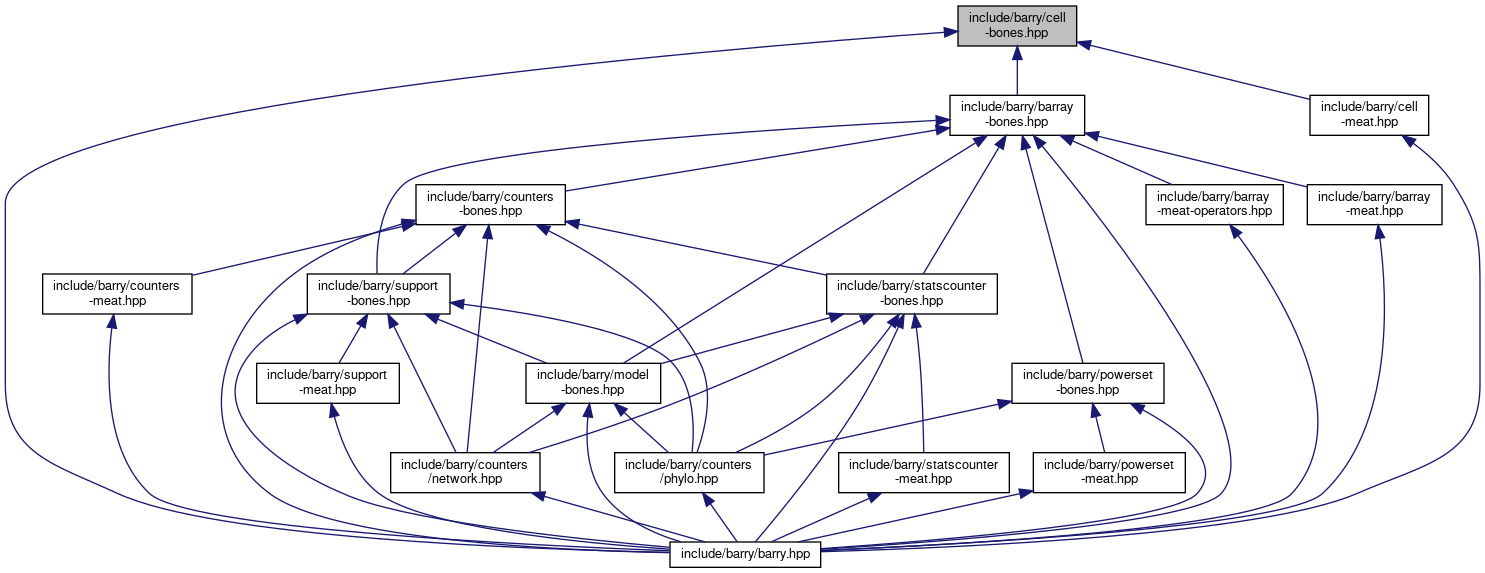 include/barry/cell
-bones.hpp
include/barry/barray
-bones.hpp
include/barry/cell
-meat.hpp
include/barry/counters
-bones.hpp
include/barry/barray
-meat-operators.hpp
include/barry/barray
-meat.hpp
include/barry/counters
-meat.hpp
include/barry/support
-bones.hpp
include/barry/statscounter
-bones.hpp
include/barry/support
-meat.hpp
include/barry/model
-bones.hpp
include/barry/powerset
-bones.hpp
include/barry/counters
/network.hpp
include/barry/counters
/phylo.hpp
include/barry/statscounter
-meat.hpp
include/barry/powerset
-meat.hpp
include/barry/barry.hpp